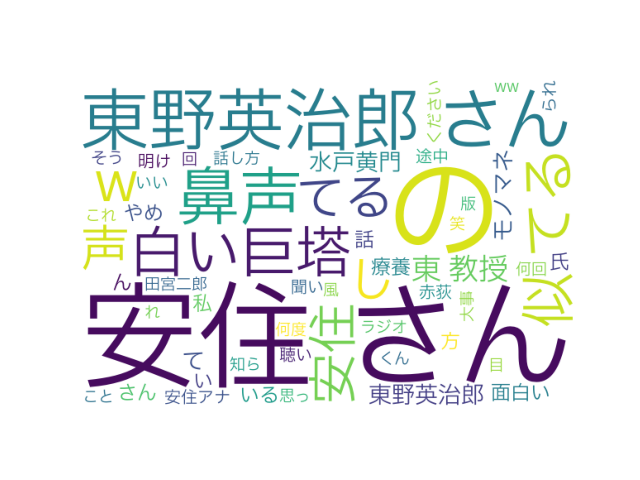 東野英治郎 さん
ください
ww
られ
そう 明け 回 話し方 水戸黄門 途中
W いい 鼻声 てる の モノマネ 似てる
これ やめ 版
笑
声 白い巨塔 話 し 療養 東 教授 何回 氏
ん 田宮二郎 私 聞い 風 赤荻 大事
れ
安住 さん
安住 何度 ラジオ 方
て 知ら 聴い くん 目
い
こと さん 安住アナ いる 思っ 東野英治郎 面白い